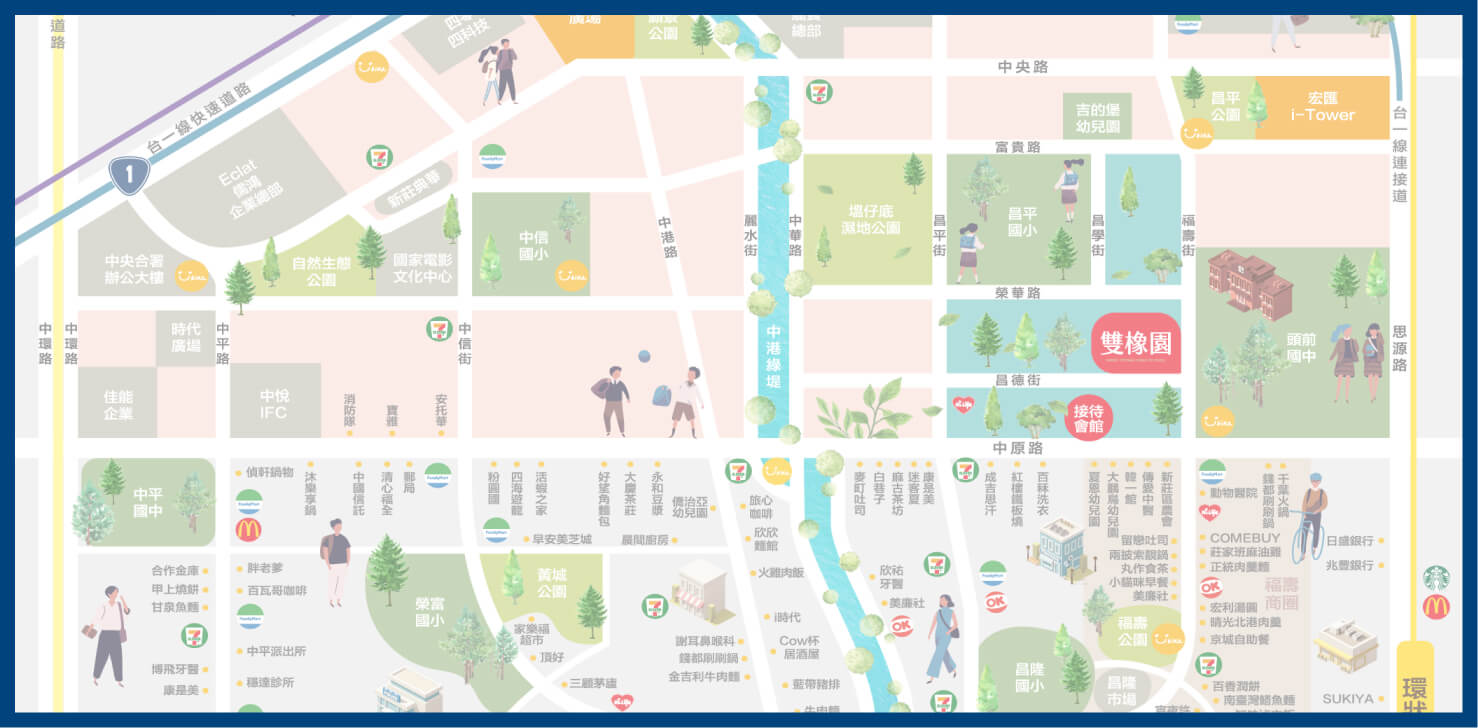 道路
四零
四科技
廣場
頭前
公園
總部
中央路
台一線快速道路
1
Eclat
儒鴻
企業總部
新莊典華
吉的堡
幼兒園
昌平
公園
宏匯
i-Tower
台一線連接道
富貴路
中央合署
辦公大樓
自然生態
公園
國家電影
文化中心
中信
國小
中港路
麗水街
中華路
塭仔底
濕地公園
昌平街
昌平
國小
昌學街
福壽街
榮華路
中環路
中環路
時代
廣場
中平路
中信街
中港綠堤
雙橡園
頭前
國中
思源路
佳能
企業
中悅
IFC
消防隊
寶雅
安托華
昌德街
接待
會館
中原路
中平
國中
偵軒鍋物
沐樂享鍋
中國信託
清心福全
郵局
粉圓國
四海遊龍
活蝦之家
好望角麵包
大慶茶莊
永和豆漿
僑治亞
幼兒園
旅心
咖啡
麥町吐司
白巷子
麻古茶坊
迷客夏
康是美
成吉思汗
紅樓鐵板燒
百秝洗衣
夏恩幼兒園
大鵬鳥幼兒園
韓一館
傳愛中醫
新莊區農會
動物醫院
錢都刷刷鍋
千葉火鍋
早安美芝城
晨間廚房
欣欣
麵館
留戀吐司
兩披索靚鍋
丸作食茶
小貓咪早餐
美廉社
COMEBUY
莊家班麻油雞
正統肉羹麵
日盛銀行
兆豐銀行
合作金庫
甲上燒餅
甘泉魚麵
胖老爹
百瓦哥咖啡
榮富
國小
黃城
公園
火雞肉飯
欣祐
牙醫
美廉社
福壽
商圈
宏利湯圓
晴光北港肉羹
京城自助餐
i時代
Cow杯
居酒屋
福壽
公園
家樂福
超市
頂好
謝耳鼻喉科
錢都刷刷鍋
金吉利牛肉麵
中平派出所
博飛牙醫
康是美
穩達診所
三顧茅廬
藍帶豬排
牛肉麵
昌隆
國小
昌隆
市場
百香潤餅
南臺灣鱔魚麵
SUKIYA
環狀